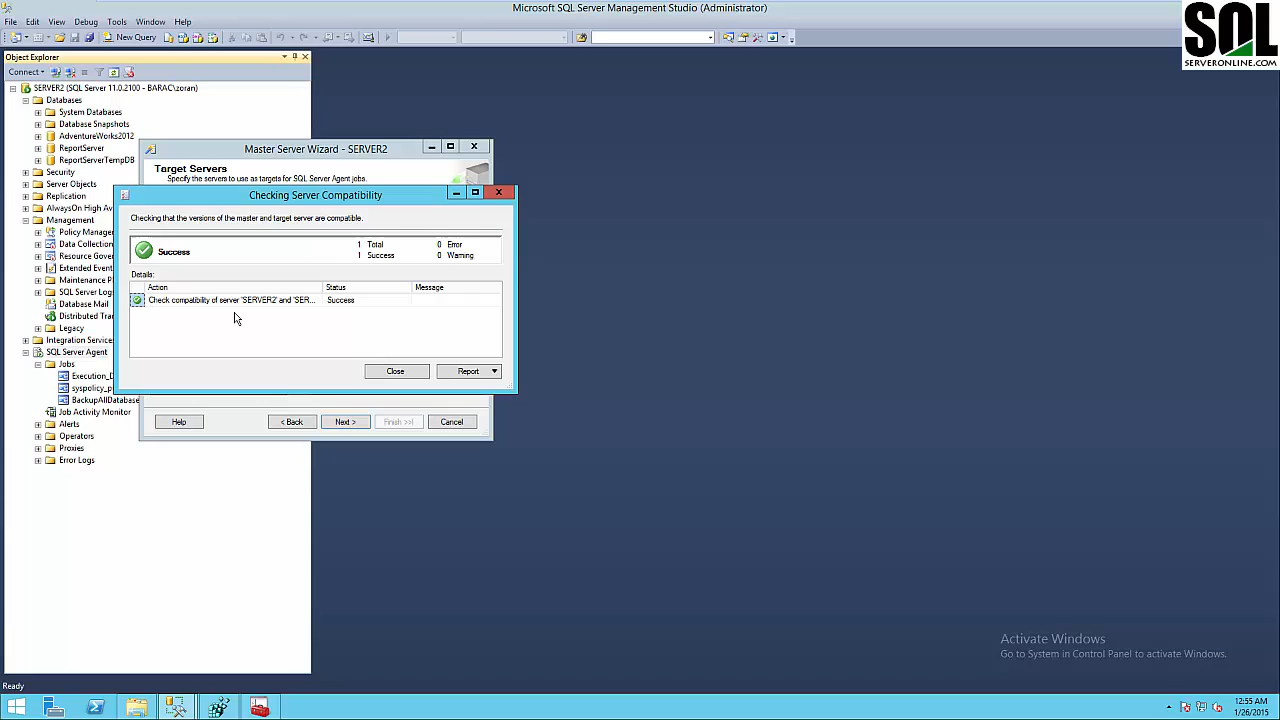 Microsoft SQL Server Management Studio (Administrator)
File Edit View Debug Tools Window Help
New Query
SQL
SERVERONLINE.COM
Object Explorer
Connect
SERVER2 (SQL Server 11.0.2100 - BARAC\zoran)
Databases
System Databases
Database Snapshots
AdventureWorks2012
ReportServer
ReportServerTempDB
Security
Server Objects
Replication
AlwaysOn High Av
Management
Policy Manager
Data Collection
Resource Gover
Extended Event
Maintenance P
SQL Server Logs
Database Mail
Distributed Tra
Legacy
Integration Service
SQL Server Agent
Jobs
Execution_D
syspolicy_p
BackupAllDatabase
Job Activity Monitor
Alerts
Operators
Proxies
Error Logs
Master Server Wizard - SERVER2
Target Servers
Specify the servers to use as targets for SQL Server Agent jobs.
Checking Server Compatibility
Checking that the versions of the master and target server are compatible.
Success
1 Total 0 Error
1 Success 0 Warning
Details:
Action Status Message
Check compatibility of server 'SERVER2' and 'SER... Success
Close Report
Help < Back Next > Finish >>| Cancel
Activate Windows
Go to System in Control Panel to activate Windows.
Ready
12:55 AM
1/26/2015